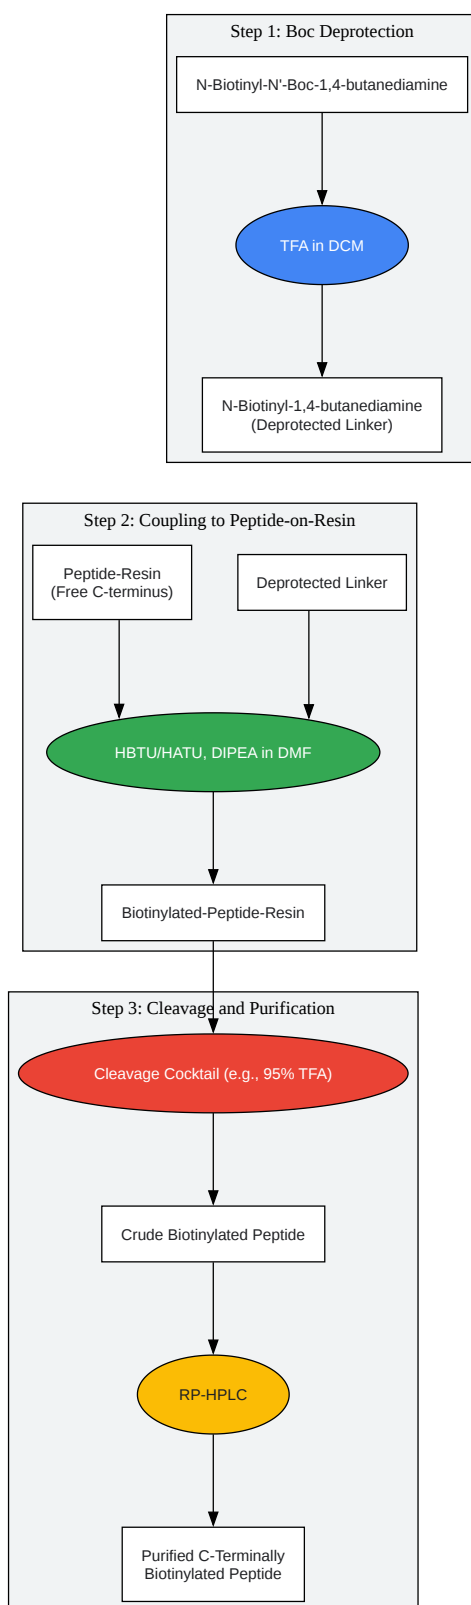 Step 1: Boc Deprotection
N-Biotinyl-N'-Boc-1,4-butanediamine
TFA in DCM
N-Biotinyl-1,4-butanediamine
(Deprotected Linker)
Step 2: Coupling to Peptide-on-Resin
Peptide-Resin
(Free C-terminus)
Deprotected Linker
HBTU/HATU, DIPEA in DMF
Biotinylated-Peptide-Resin
Step 3: Cleavage and Purification
Cleavage Cocktail (e.g., 95% TFA)
Crude Biotinylated Peptide
RP-HPLC
Purified C-Terminally
Biotinylated Peptide